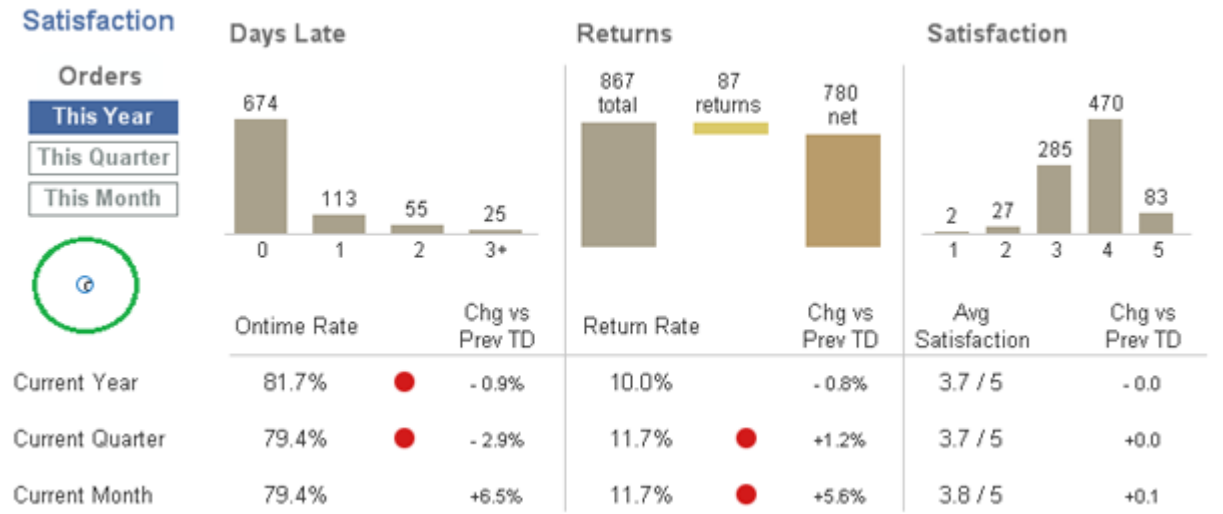 Satisfaction
Orders
This Year
This Quarter
This Month
Days Late
674
113
55
25
0 1 2 3+
Returns
867
total
87
returns
780
net
Satisfaction
2
27
285
470
83
1 2 3 4 5
Ontime Rate
Chg vs
Prev TD
Return Rate
Chg vs
Prev TD
Avg
Satisfaction
Chg vs
Prev TD
Current Year 81.7% - 0.9% 10.0% - 0.8% 3.7 / 5 - 0.0
Current Quarter 79.4% - 2.9% 11.7% +1.2% 3.7 / 5 +0.0
Current Month 79.4% +6.5% 11.7% +5.6% 3.8 / 5 +0.1